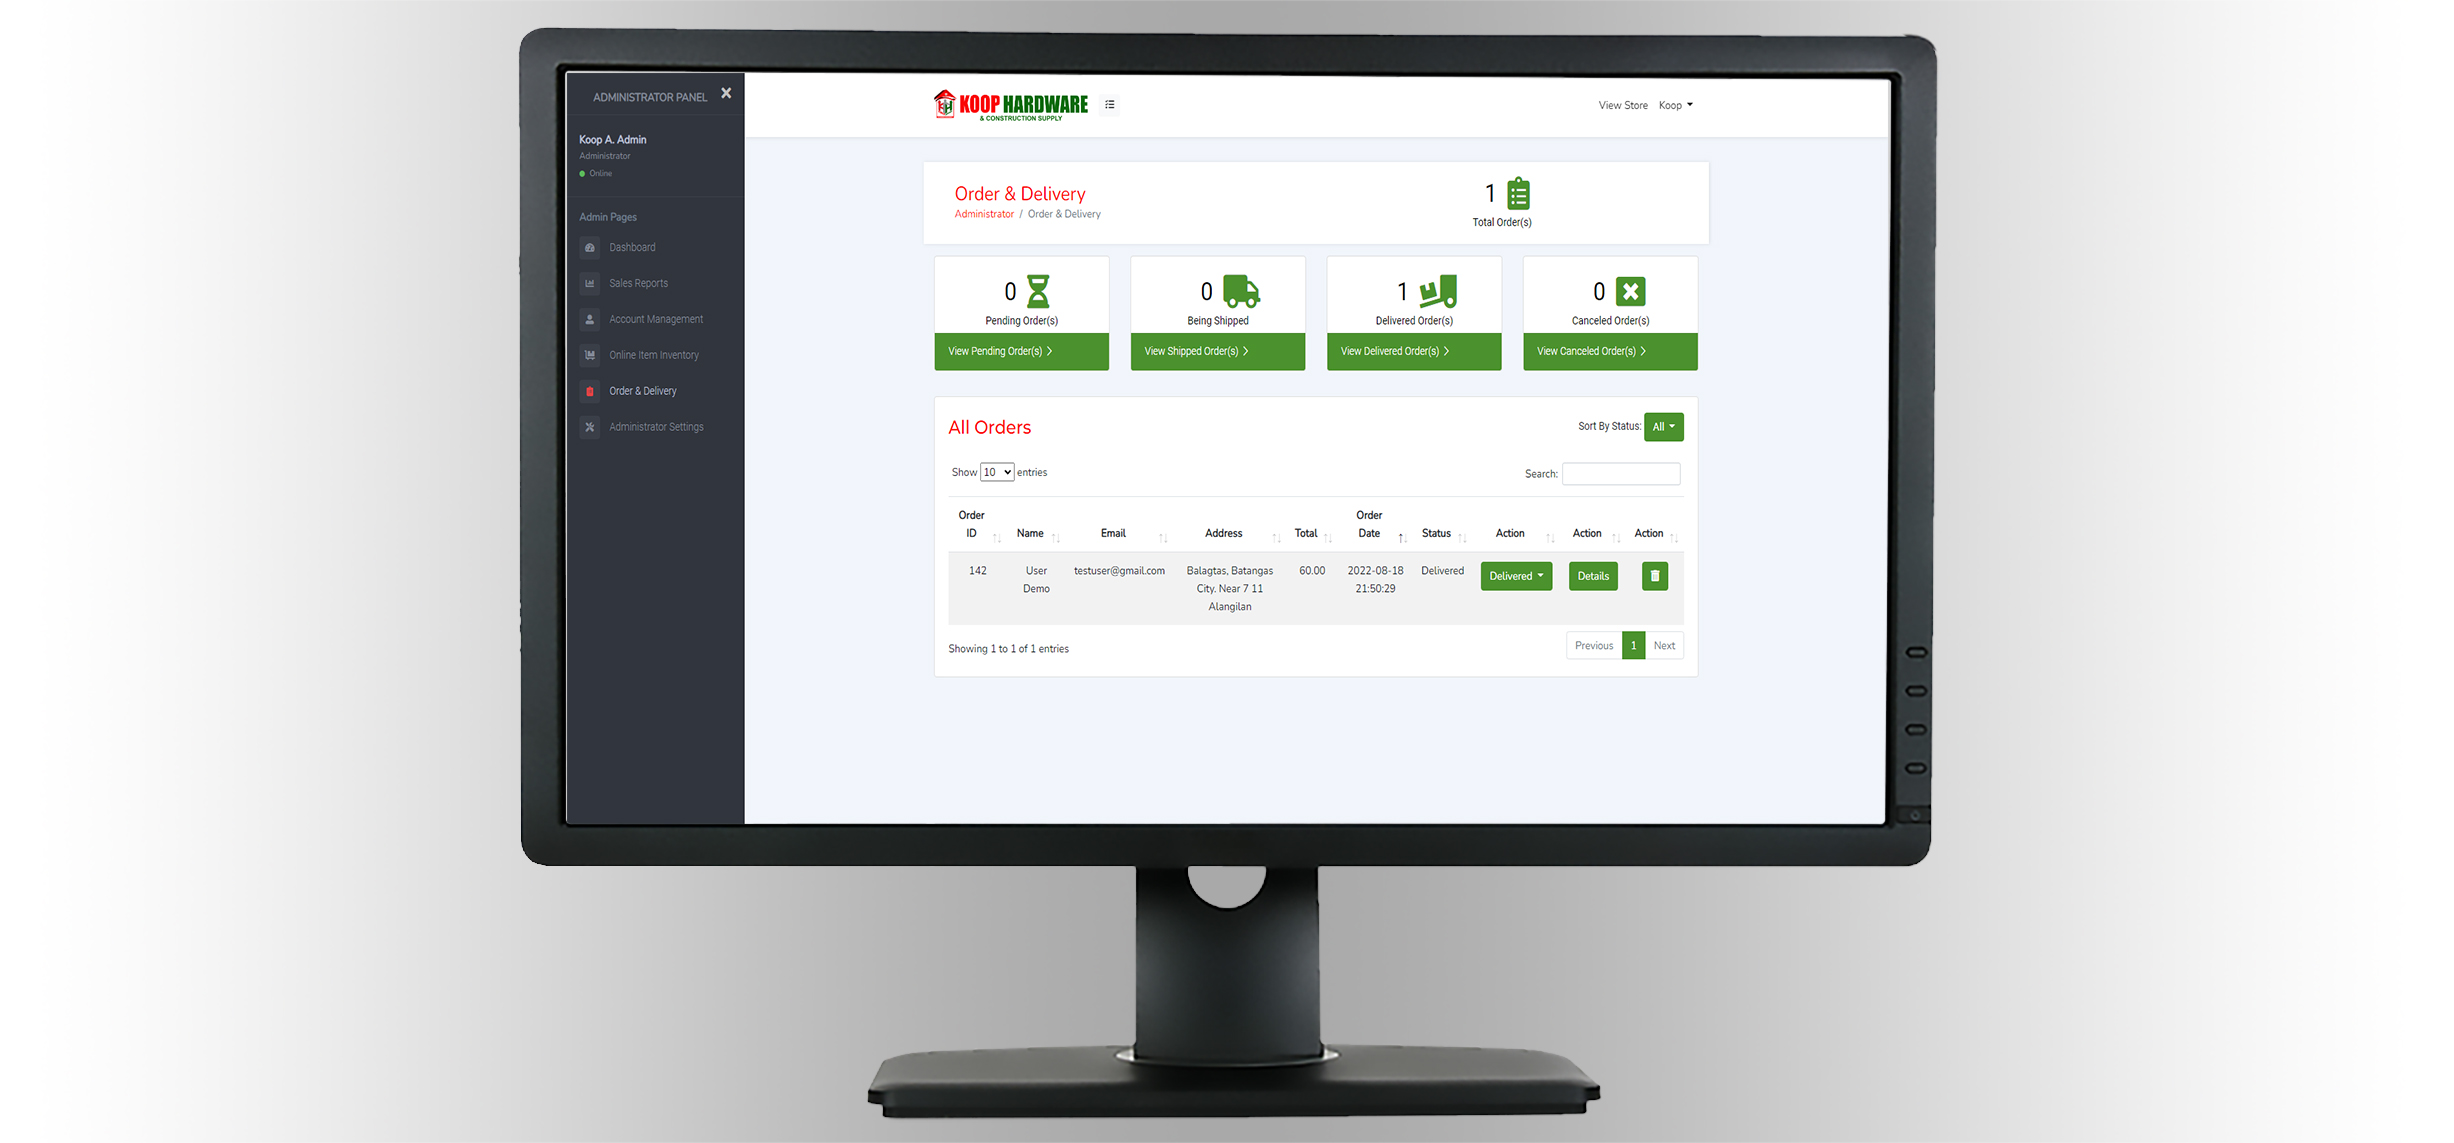 ADMINISTRATOR PANEL
Koop A. Admin
Administrator
Online
Admin Pages
Dashboard
Sales Reports
Account Management
Online Item Inventory
Order & Delivery
Administrator Settings
KOOP HARDWARE
& CONSTRUCTION SUPPLY
View Store Koop
Order & Delivery
Administrator / Order & Delivery
1
Total Order(s)
0
Pending Order(s)
View Pending Order(s)
0
Being Shipped
View Shipped Order(s)
1
Delivered Order(s)
View Delivered Order(s)
0
Canceled Order(s)
View Canceled Order(s)
All Orders
Sort By Status: All
Show 10 entries
Search:
Order ID Name Email Address Total Order Date Status Action Action Action
142 User Demo testuser@gmail.com Balagtas, Batangas City. Near 7 11 Alangilan 60.00 2022-08-18 21:50:29 Delivered Delivered Details
Showing 1 to 1 of 1 entries
Previous 1 Next